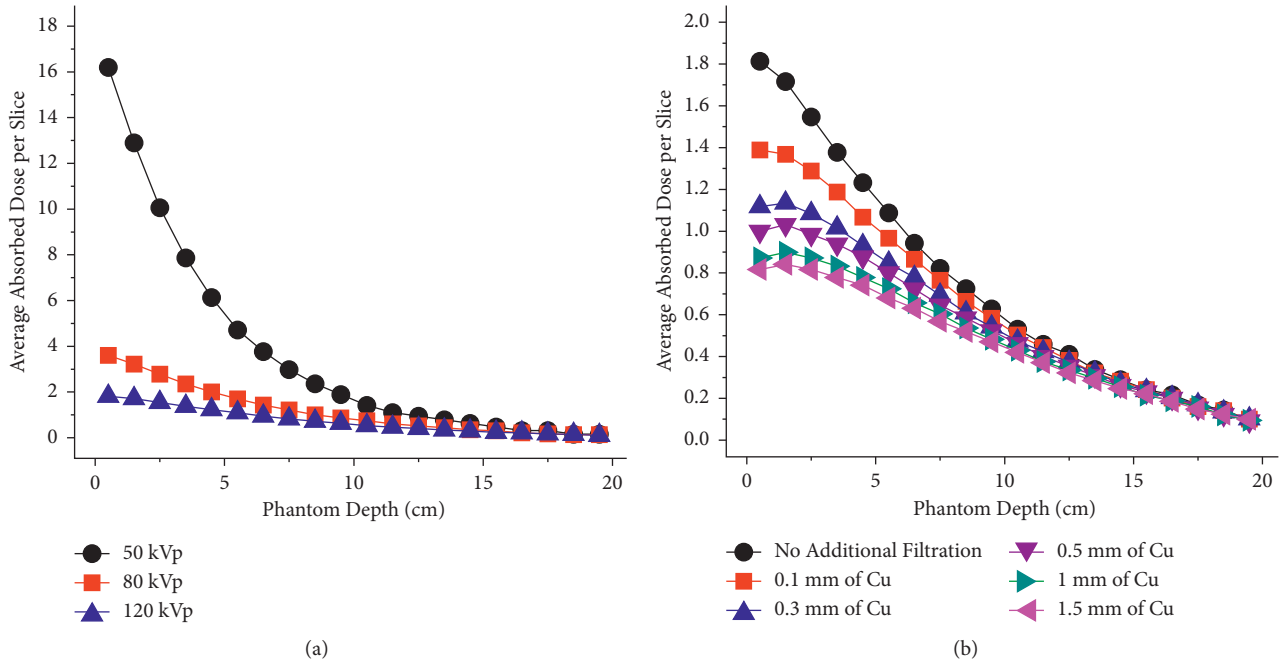 18
16
14
12
10
8
6
4
2
0
Average Absorbed Dose per Slice
0 5 10 15 20
Phantom Depth (cm)
50 kVp
80 kVp
120 kVp
(a)
2.0
1.8
1.6
1.4
1.2
1.0
0.8
0.6
0.4
0.2
0.0
Average Absorbed Dose per Slice
0 5 10 15 20
Phantom Depth (cm)
No Additional Filtration
0.1 mm of Cu
0.3 mm of Cu
0.5 mm of Cu
1 mm of Cu
1.5 mm of Cu
(b)